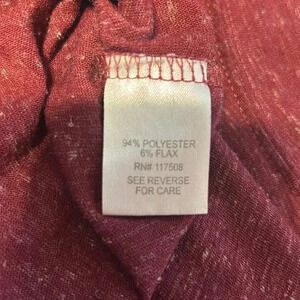 94% POLYESTER
6% FLAX
RN# 117508
SEE REVERSE
FOR CARE